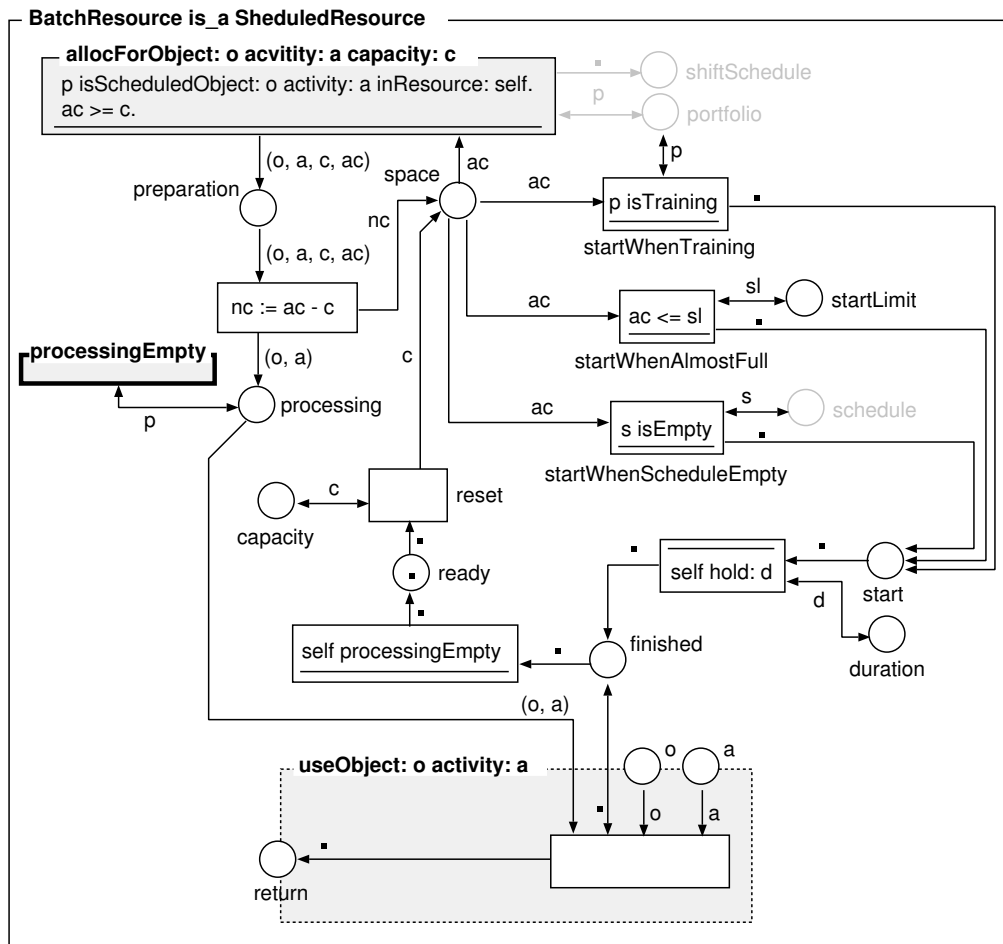 BatchResource is_a SheduledResource
allocForObject: o acvitity: a capacity: c
p isScheduledObject: o activity: a inResource: self.
ac >= c.
shiftSchedule
p
portfolio
p
(o, a, c, ac)
preparation
space
ac
ac
p isTraining
startWhenTraining
nc
(o, a, c, ac)
nc := ac - c
ac
sl
startLimit
ac <= sl
startWhenAlmostFull
processingEmpty
(o, a)
c
p
processing
ac
s
schedule
s isEmpty
startWhenScheduleEmpty
c
reset
capacity
ready
self hold: d
start
d
duration
self processingEmpty
finished
(o, a)
useObject: o activity: a
o
a
o
a
return